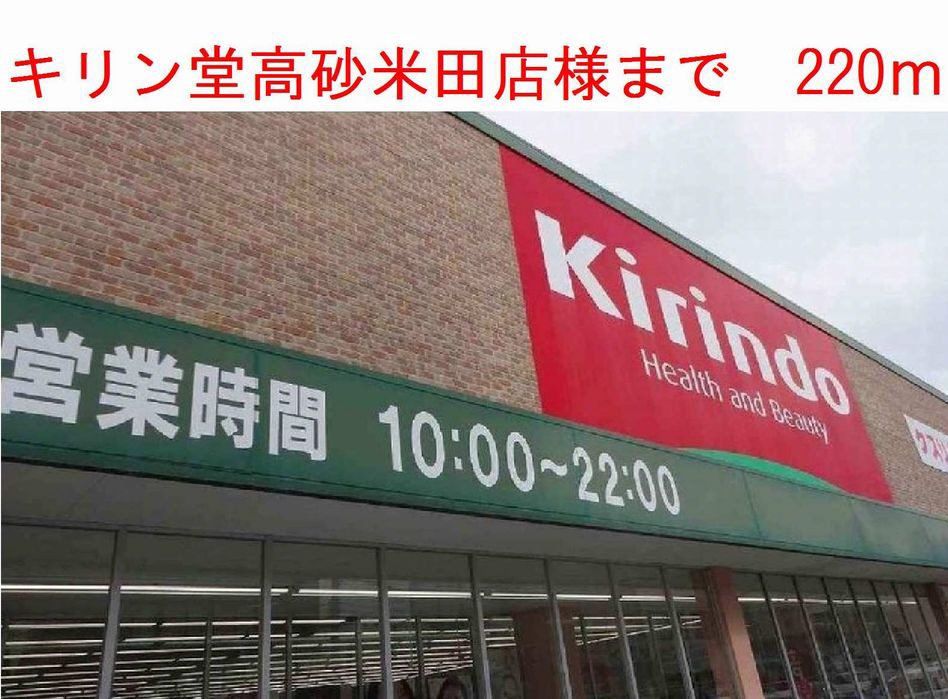 キリン堂高砂米田店様まで　220m
Kirindo
Health and Beauty
営業時間 10:00~22:00